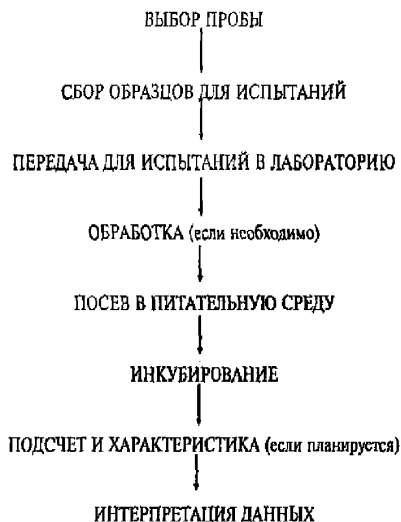 ВЫБОР ПРОБЫ
СБОР ОБРАЗЦОВ ДЛЯ ИСПЫТАНИЙ
ПЕРЕДАЧА ДЛЯ ИСПЫТАНИЙ В ЛАБОРАТОРИЮ
ОБРАБОТКА (если необходимо)
ПОСЕВ В ПИТАТЕЛЬНУЮ СРЕДУ
ИНКУБИРОВАНИЕ
ПОДСЧЕТ И ХАРАКТЕРИСТИКА (если планируется)
ИНТЕРПРЕТАЦИЯ ДАННЫХ